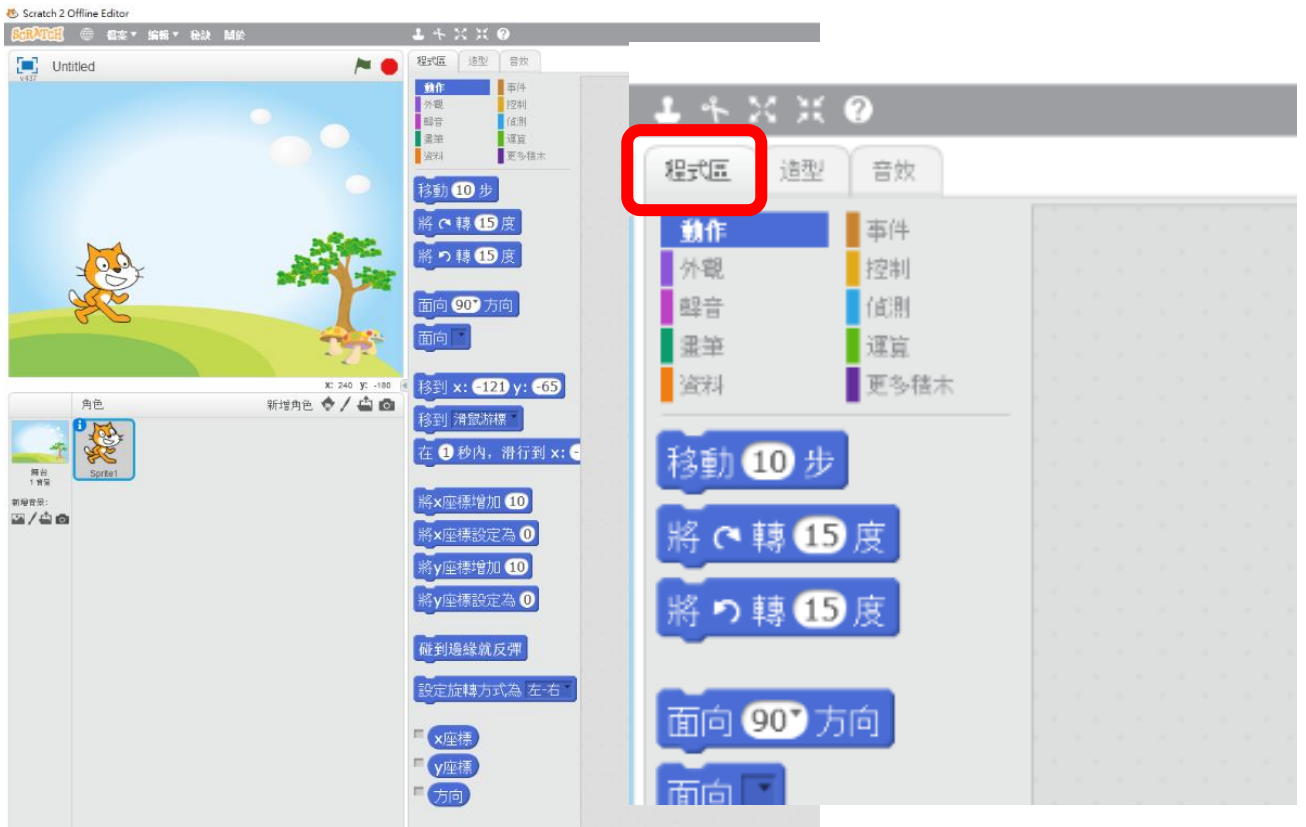 Scratch 2 Offline Editor
SCRATCH 檔案 編輯 秘訣 關於
Untitled
v437
X: 240 y: -180
角色 新增角色
舞台
1 背景
Sprite1
新增背景:
程式區 造型 音效
動作 事件
外觀 控制
聲音 偵測
畫筆 運算
資料 更多積木
移動 10 步
將 轉 15 度
將 轉 15 度
面向 90 方向
面向
移到 x: -121 y: -65
移到 滑鼠游標
在 1 秒內，滑行到 x: -
將x座標增加 10
將x座標設定為 0
將y座標增加 10
將y座標設定為 0
碰到邊緣就反彈
設定旋轉方式為 左-右
x座標
y座標
方向
程式區 造型 音效
動作 事件
外觀 控制
聲音 偵測
畫筆 運算
資料 更多積木
移動 10 步
將 轉 15 度
將 轉 15 度
面向 90 方向
面向